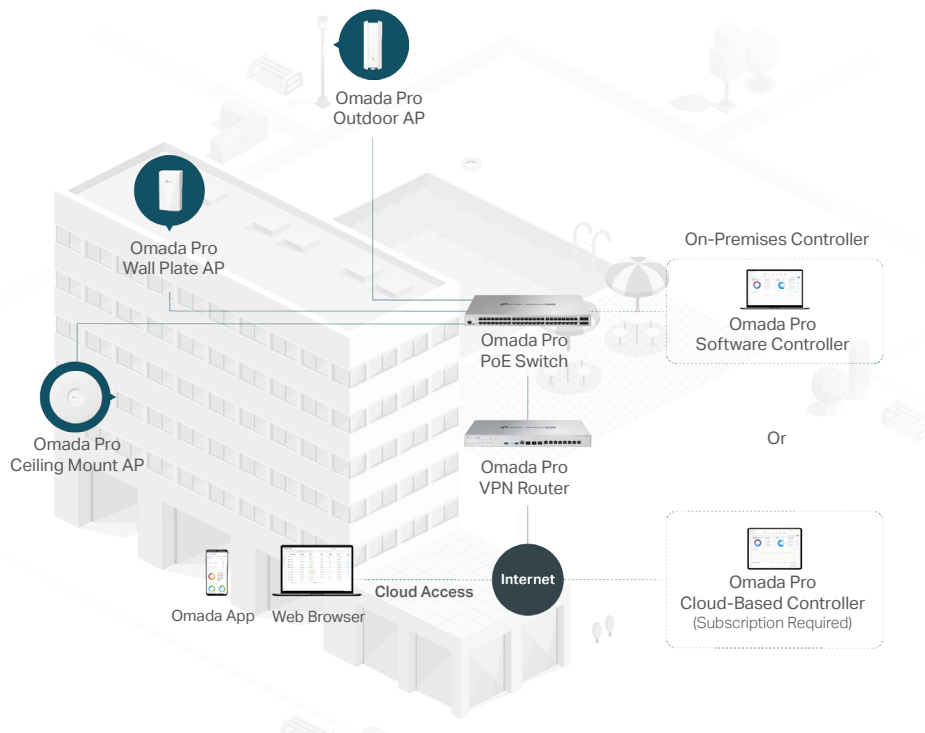 Omada Pro
Outdoor AP
Omada Pro
Wall Plate AP
On-Premises Controller
Omada Pro
Software Controller
Omada Pro
PoE Switch
Omada Pro
Ceiling Mount AP
Or
Omada Pro
VPN Router
Internet
Cloud Access
Omada App
Web Browser
Omada Pro
Cloud-Based Controller
(Subscription Required)